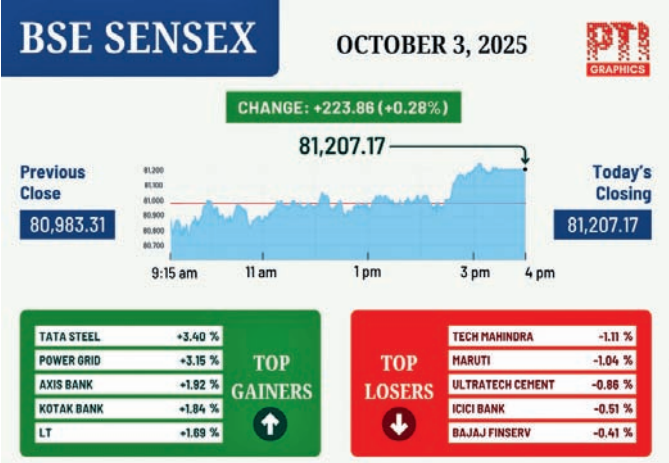 BSE SENSEX
OCTOBER 3, 2025
PTI
GRAPHICS
CHANGE: +223.86 (+0.28%)
81,207.17
Previous
Close
80,983.31
81,200
81,100
81,000
80,900
80,800
80,700
9:15 am
11 am
1 pm
3 pm
4 pm
Today's
Closing
81,207.17
TATA STEEL +3.40 %
POWER GRID +3.15 %
AXIS BANK +1.92 %
KOTAK BANK +1.84 %
LT +1.69 %
TOP
GAINERS
TOP
LOSERS
TECH MAHINDRA -1.11 %
MARUTI -1.04 %
ULTRATECH CEMENT -0.86 %
ICICI BANK -0.51 %
BAJAJ FINSERV -0.41 %